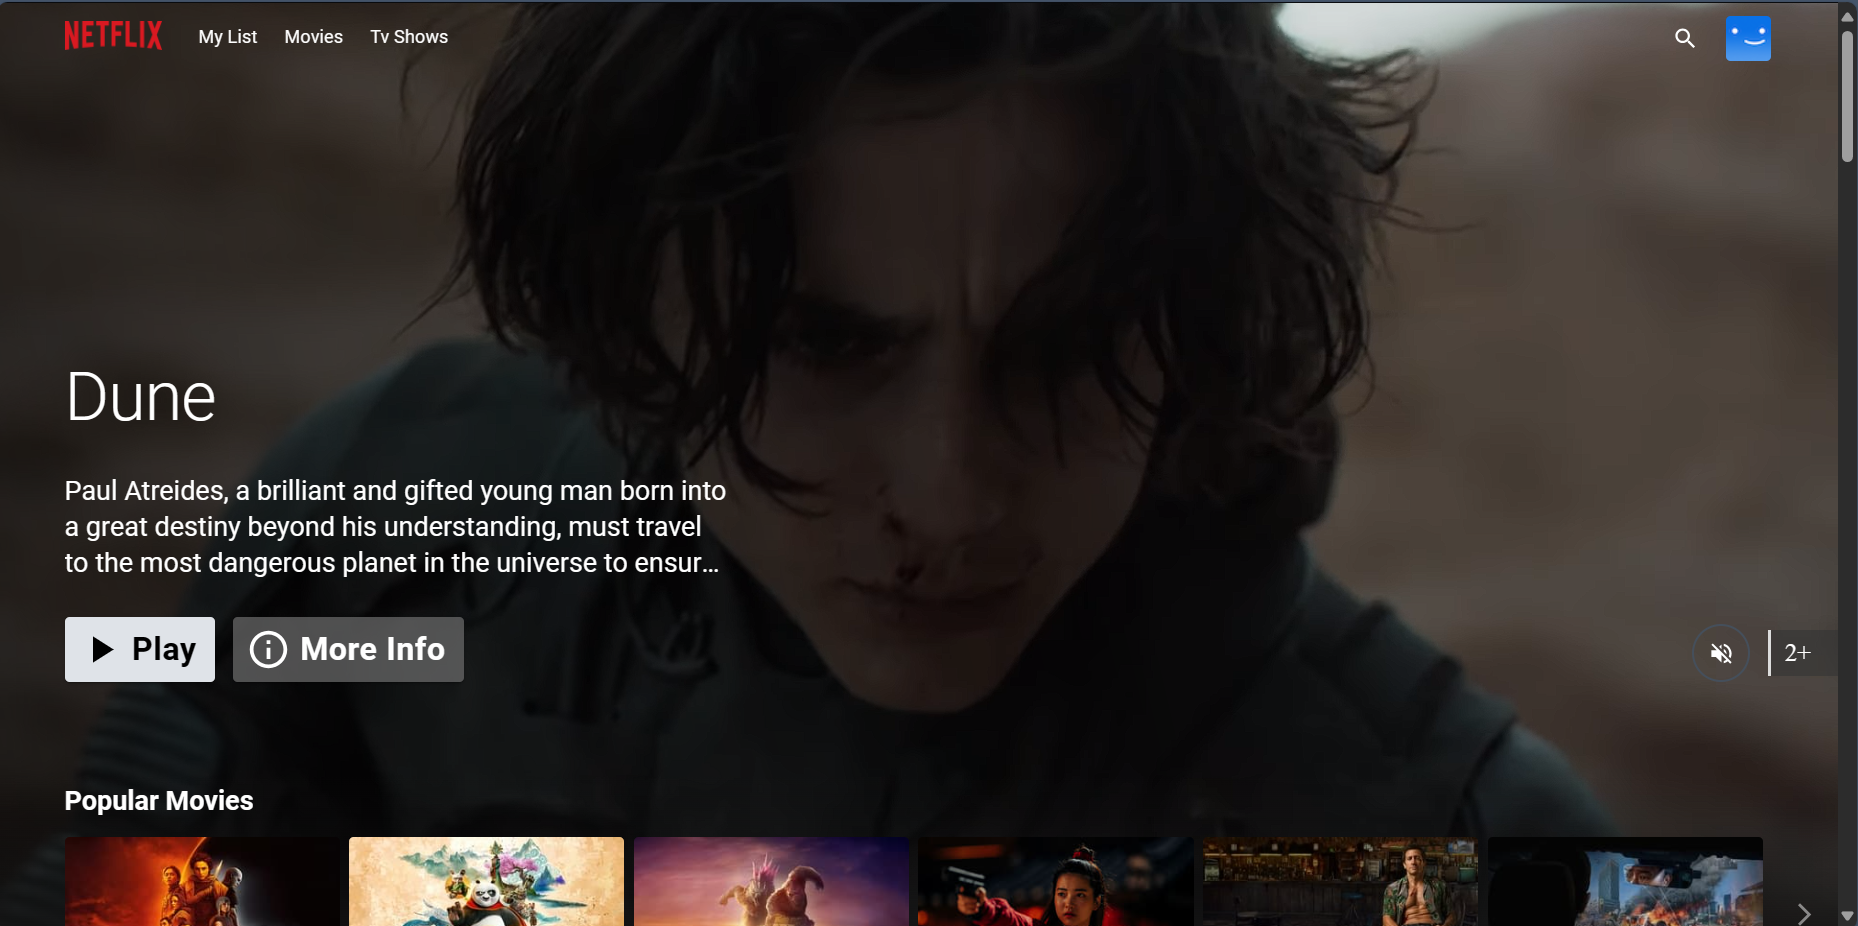 NETFLIX
My List
Movies
Tv Shows
Dune
Paul Atreides, a brilliant and gifted young man born into
a great destiny beyond his understanding, must travel
to the most dangerous planet in the universe to ensur...
Play
More Info
2+
Popular Movies